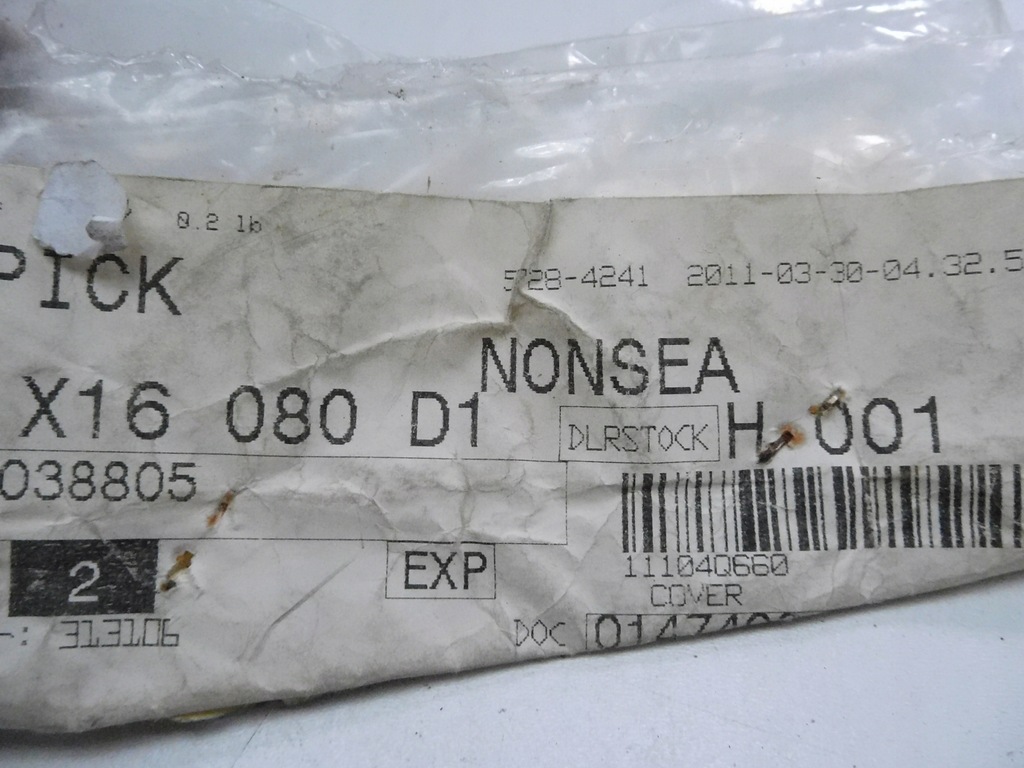 0.2 lb
PICK
5728-4241 2011-03-30-04.32.5
NONSEA
X16 080 D1
DLRSTOCK H 001
038805
2
EXP
11104Q660
COVER
-: 313106
DOC